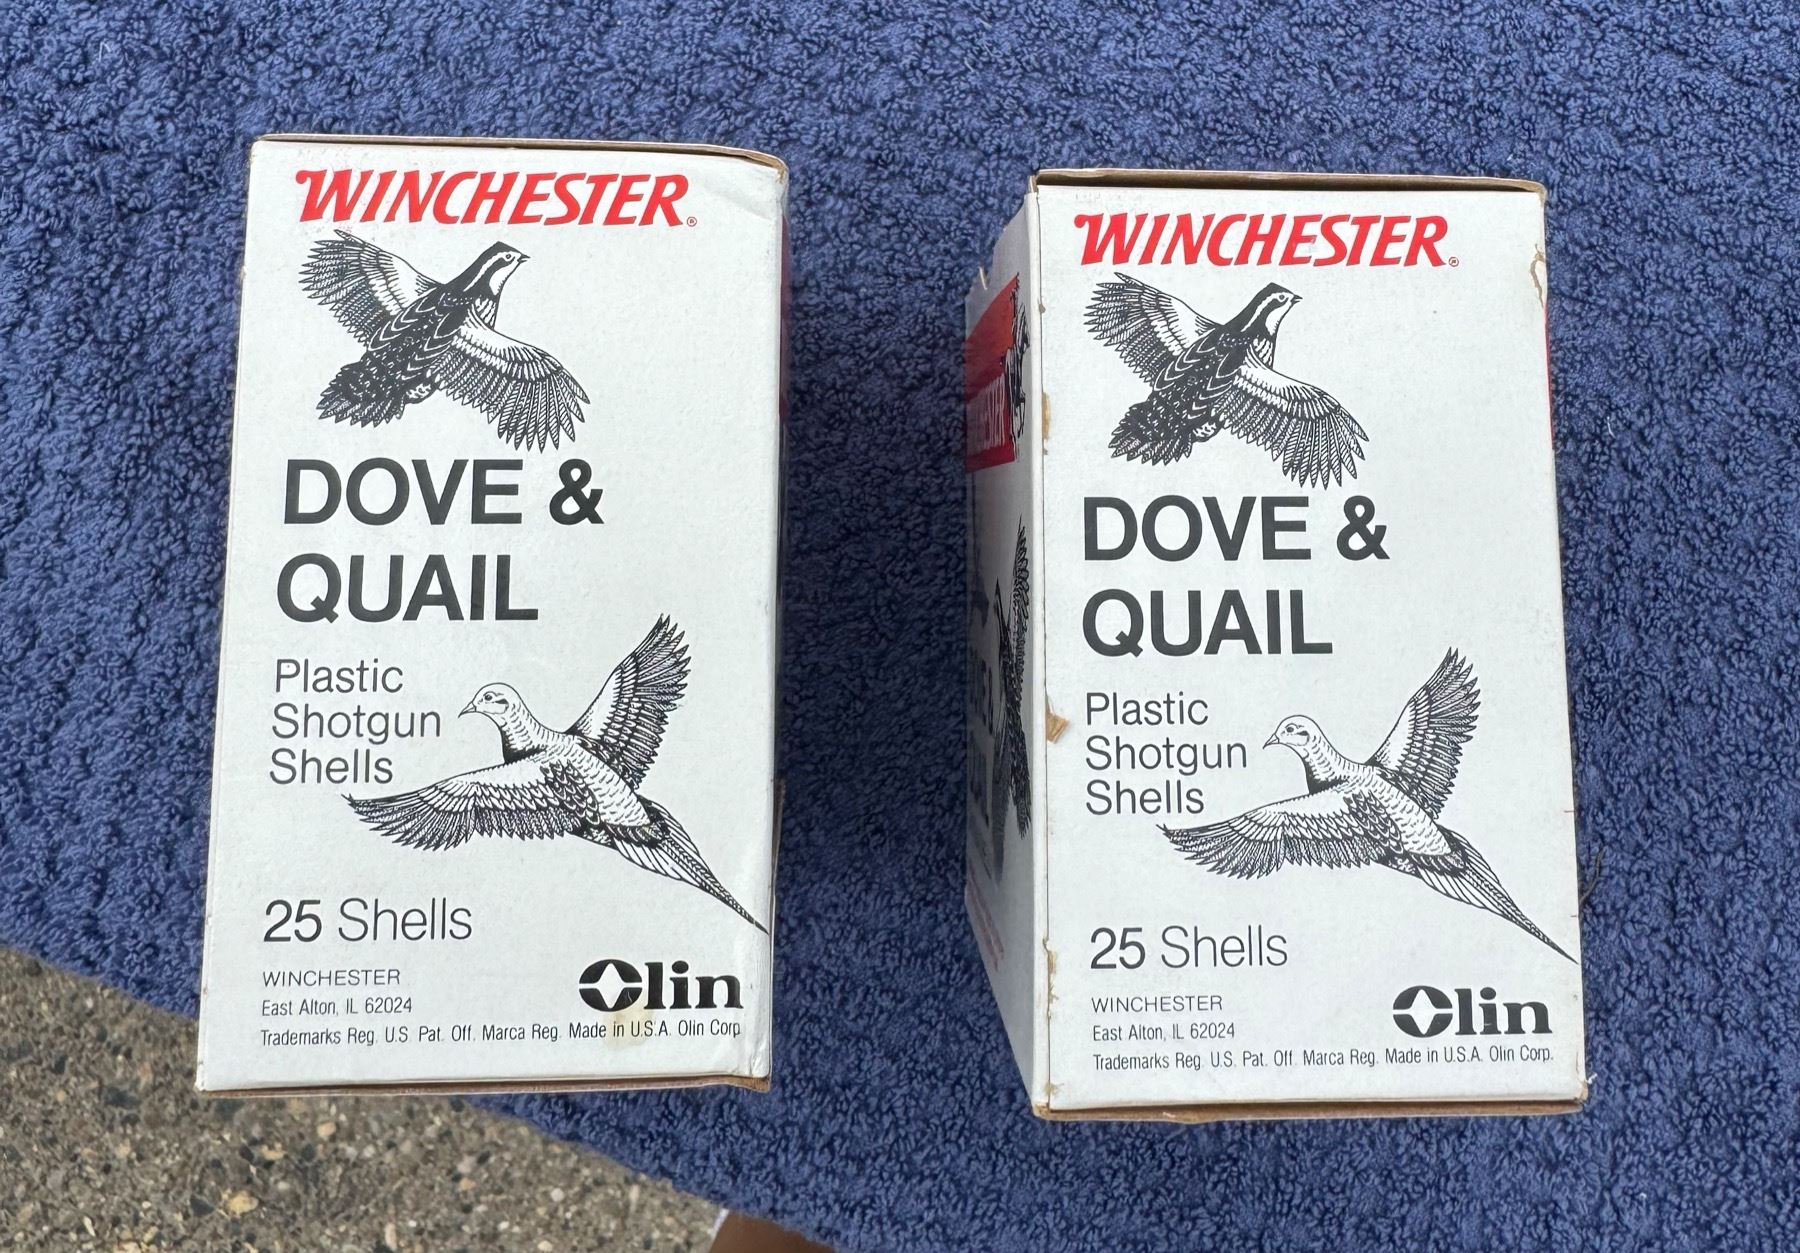 WINCHESTER®
DOVE &
QUAIL
Plastic
Shotgun
Shells
25 Shells
WINCHESTER
East Alton, IL 62024
Olin
Trademarks Reg. U.S. Pat. Off. Marca Reg. Made in U.S.A. Olin Corp
WINCHESTER®
DOVE &
QUAIL
Plastic
Shotgun
Shells
25 Shells
WINCHESTER
East Alton, IL 62024
Olin
Trademarks Reg. U.S. Pat. Off. Marca Reg. Made in U.S.A. Olin Corp.